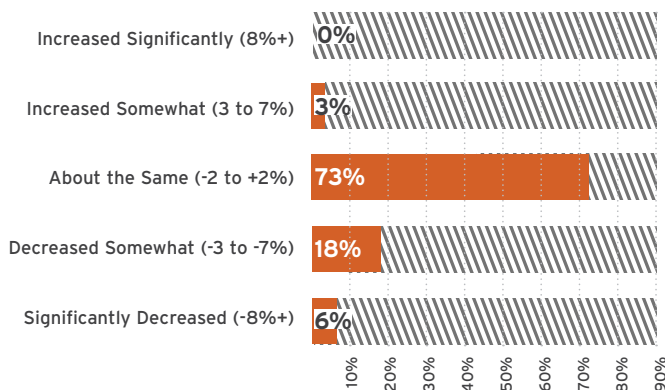 Increased Significantly (8%+) 0%
Increased Somewhat (3 to 7%) 3%
About the Same (-2 to +2%) 73%
Decreased Somewhat (-3 to -7%) 18%
Significantly Decreased (-8%+) 6%
10% 20% 30% 40% 50% 60% 70% 80% 90%